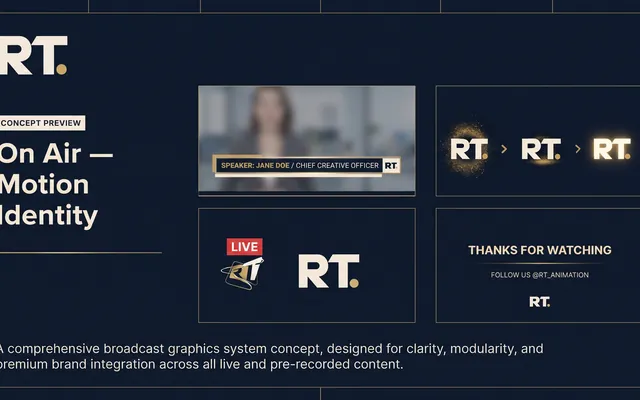 RT.
CONCEPT PREVIEW
On Air —
Motion
Identity
SPEAKER: JANE DOE / CHIEF CREATIVE OFFICER RT.
RT. > RT. > RT.
LIVE
RT
RT.
THANKS FOR WATCHING
FOLLOW US @RT_ANIMATION
RT.
A comprehensive broadcast graphics system concept, designed for clarity, modularity, and
premium brand integration across all live and pre-recorded content.